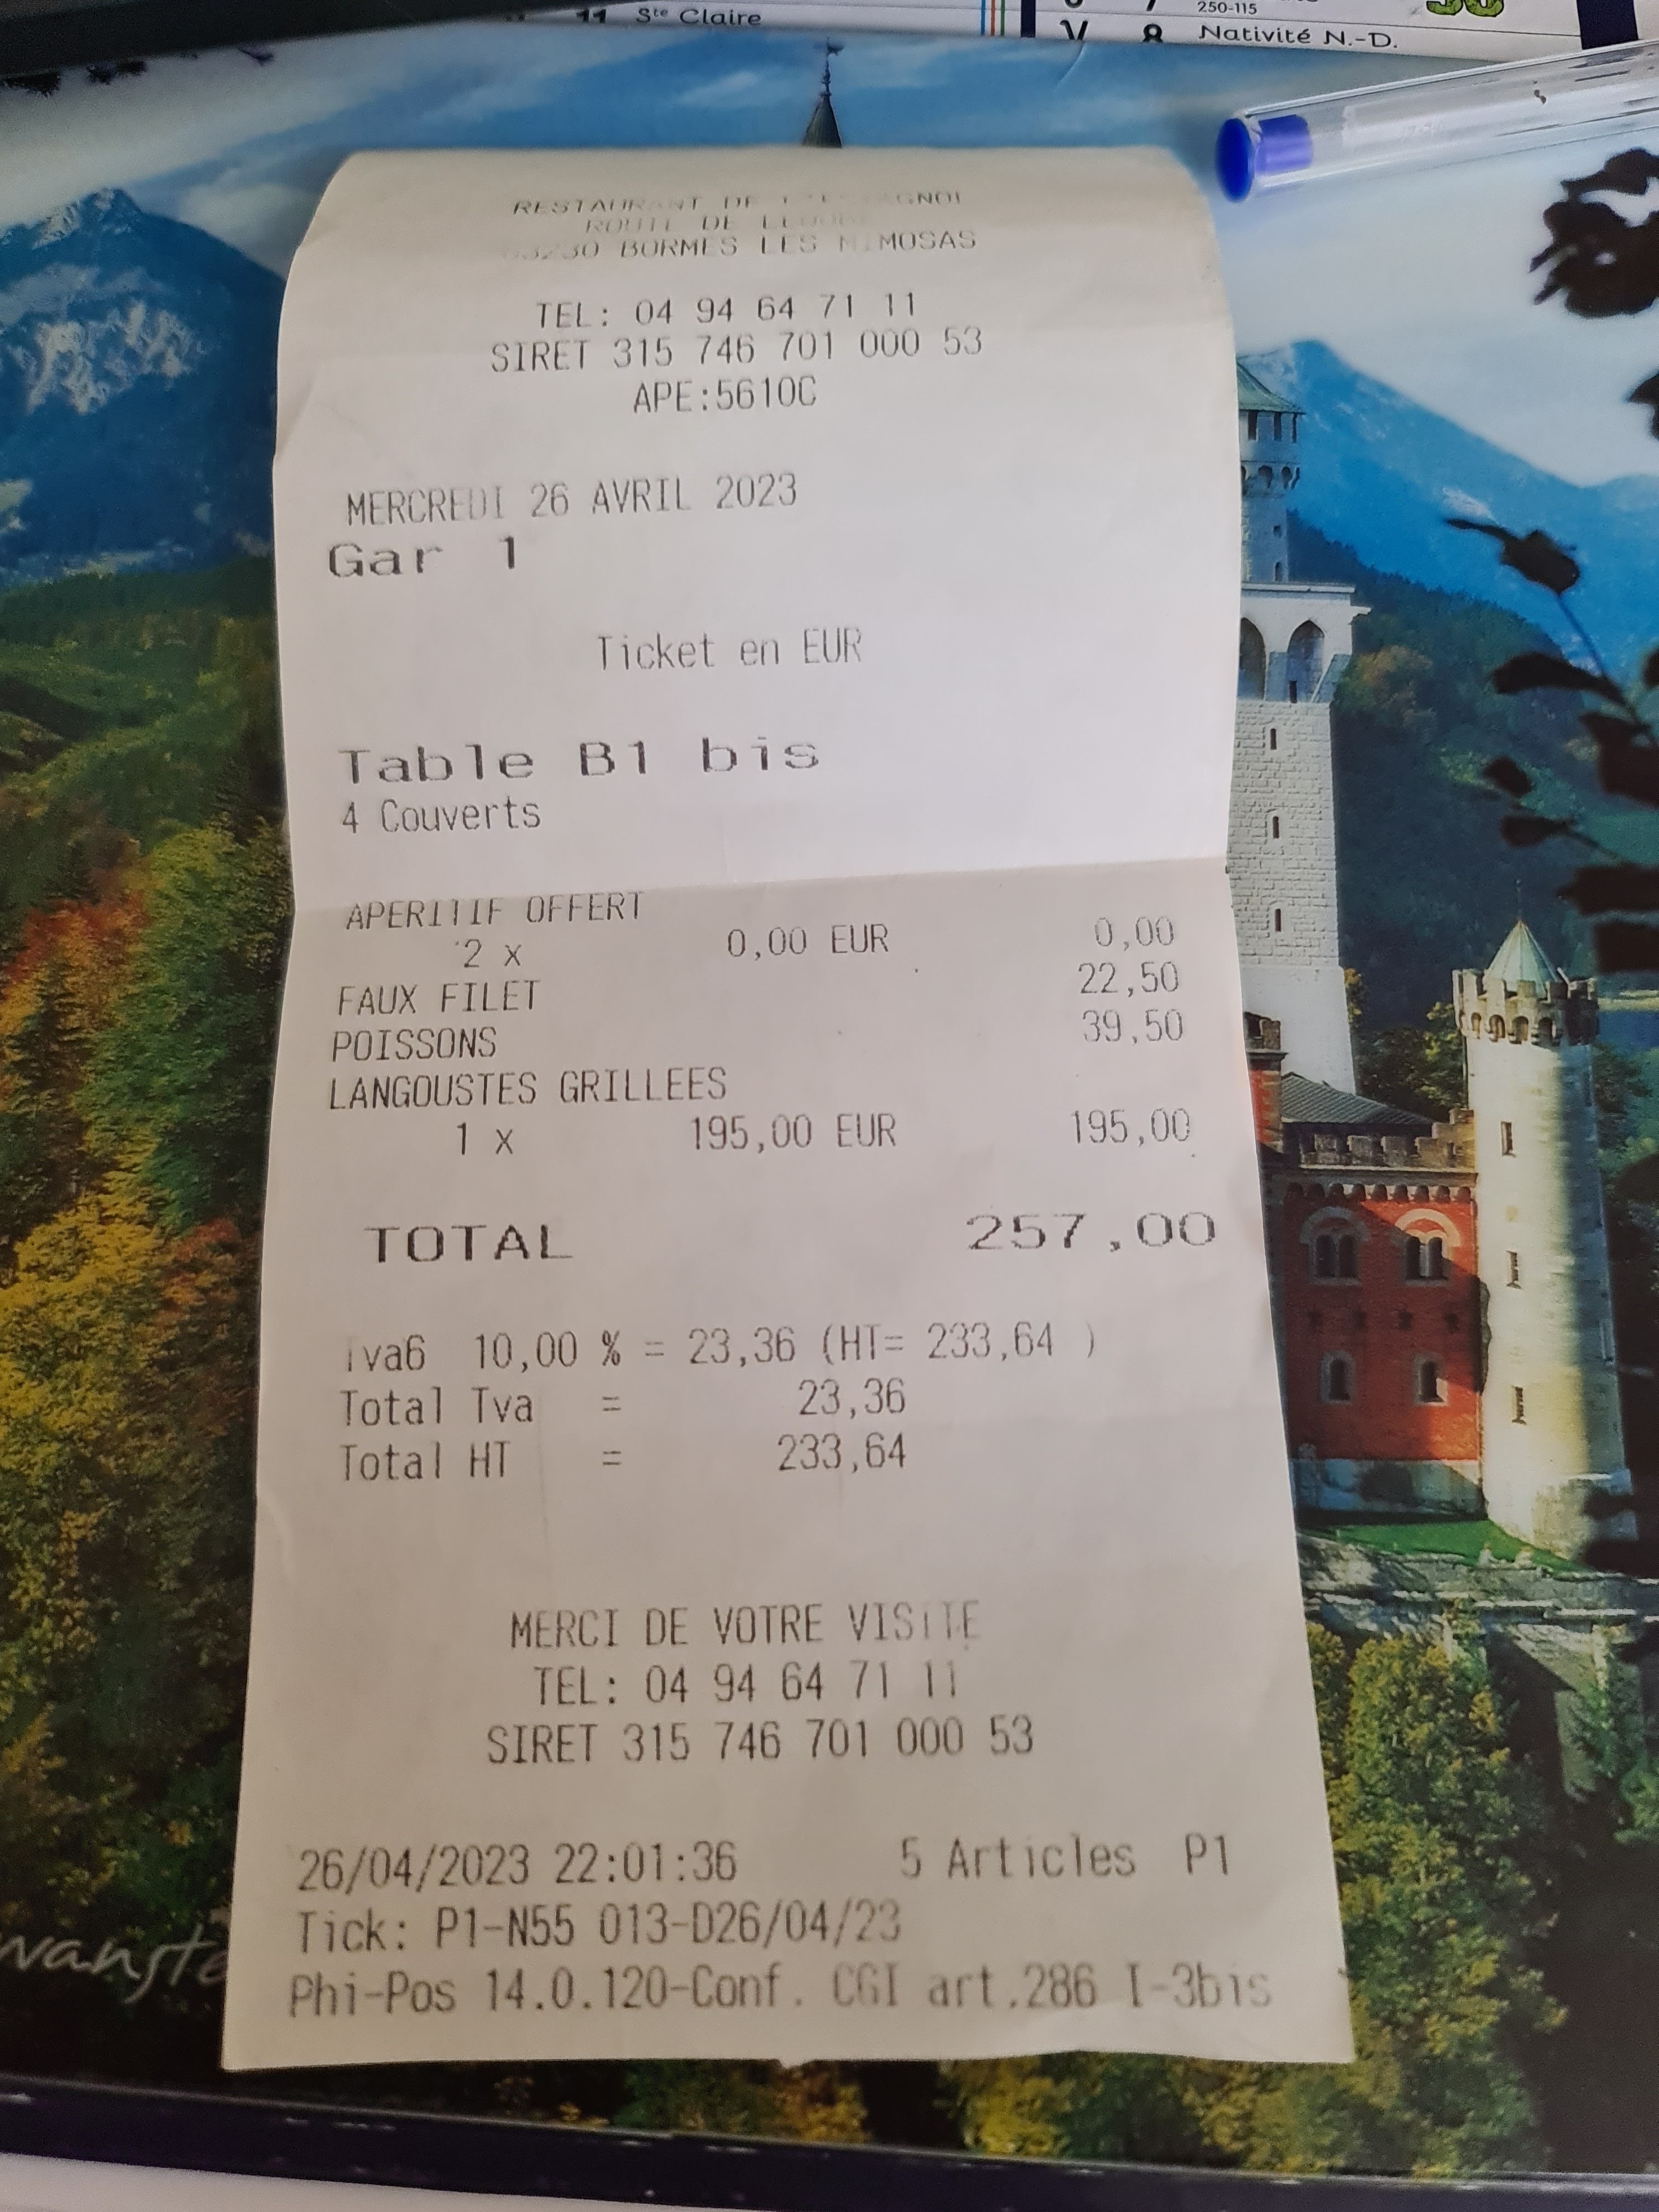 11 Ste Claire
250-115
V 8 Nativité N.-D.
RESTAURANT DE
ROUTE DE
BORMES LES MIMOSAS
TEL: 04 94 64 71 11
SIRET 315 746 701 000 53
APE:5610C
MERCREDI 26 AVRIL 2023
Gar 1
Ticket en EUR
Table B1 bis
4 Couverts
APERITIF OFFERT
2 x 0,00 EUR 0,00
FAUX FILET 22,50
POISSONS 39,50
LANGOUSTES GRILLEES
1 x 195,00 EUR 195,00
TOTAL 257,00
Tva6 10,00 % = 23,36 (HT= 233,64 )
Total Tva = 23,36
Total HT = 233,64
MERCI DE VOTRE VISITE
TEL: 04 94 64 71 11
SIRET 315 746 701 000 53
26/04/2023 22:01:36 5 Articles P1
Tick: P1-N55 013-D26/04/23
Phi-Pos 14.0.120-Conf. CGI art.286 I-3bis